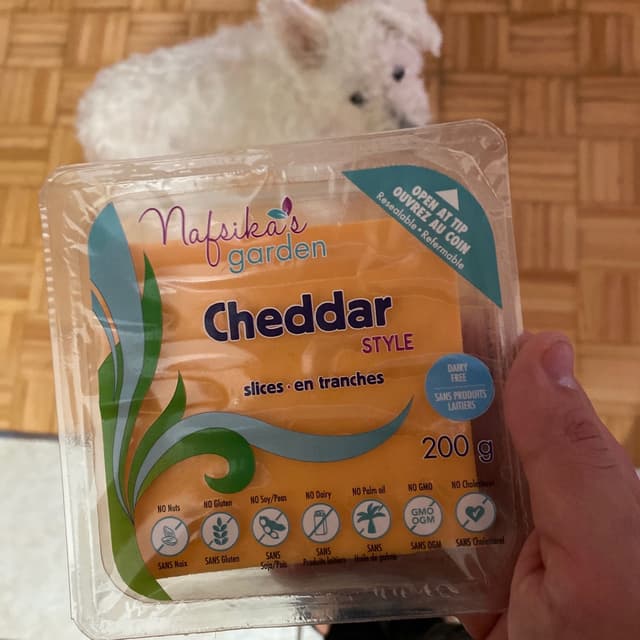 Nafsika's
garden
OPEN AT TIP
OUVREZ AU COIN
Resealable • Refermable
Cheddar
STYLE
slices • en tranches
DAIRY
FREE
SANS PRODUITS
LAITIERS
200 g
NO Nuts
SANS Noix
NO Gluten
SANS Gluten
NO Soy/Peas
SANS
Soja/Pois
NO Dairy
SANS
Produits laitiers
NO Palm oil
SANS
Huile de palme
NO GMO
GMO
OGM
SANS OGM
NO Cholesterol
SANS Cholesterol